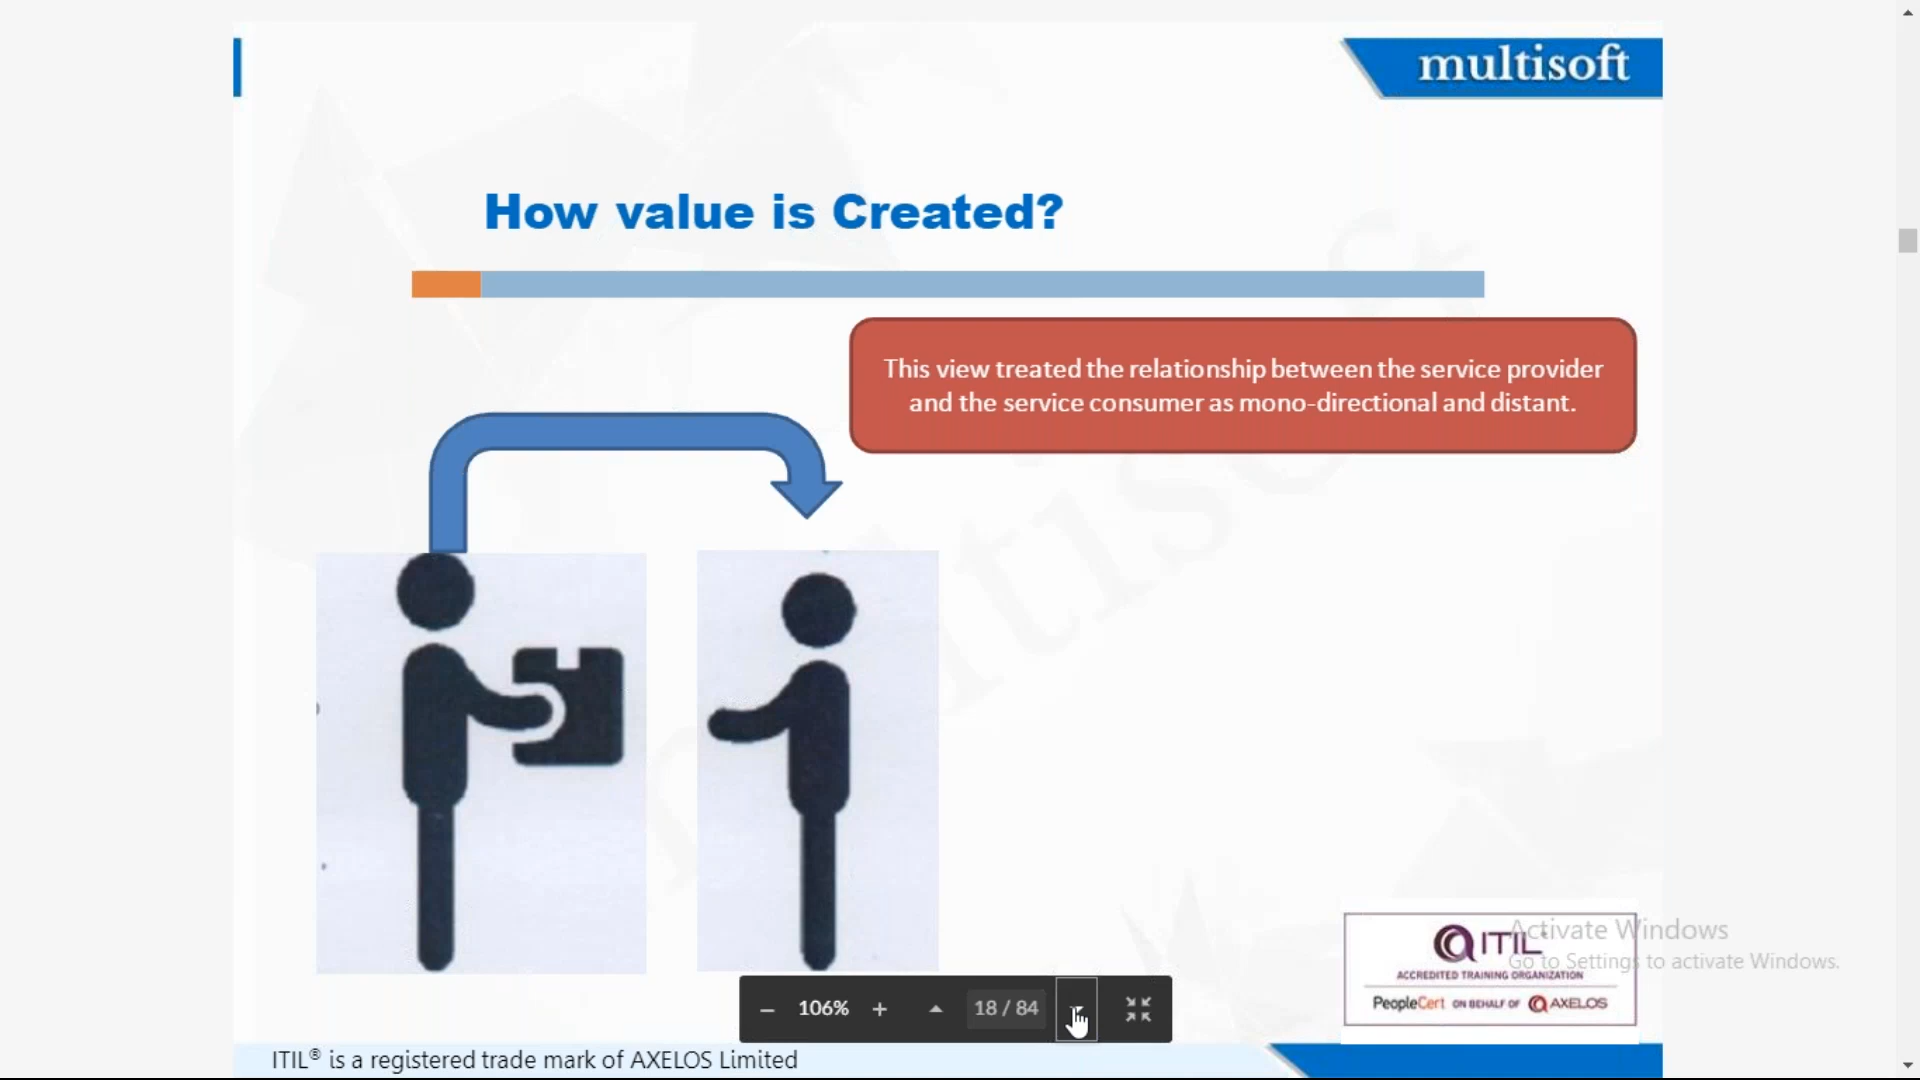 multisoft
How value is Created?
This view treated the relationship between the service provider
and the service consumer as mono-directional and distant.
ITIL
ACCREDITED TRAINING ORGANIZATION
PeopleCert ON BEHALF OF AXELOS
Activate Windows
Go to Settings to activate Windows.
106%
18 / 84
ITIL® is a registered trade mark of AXELOS Limited